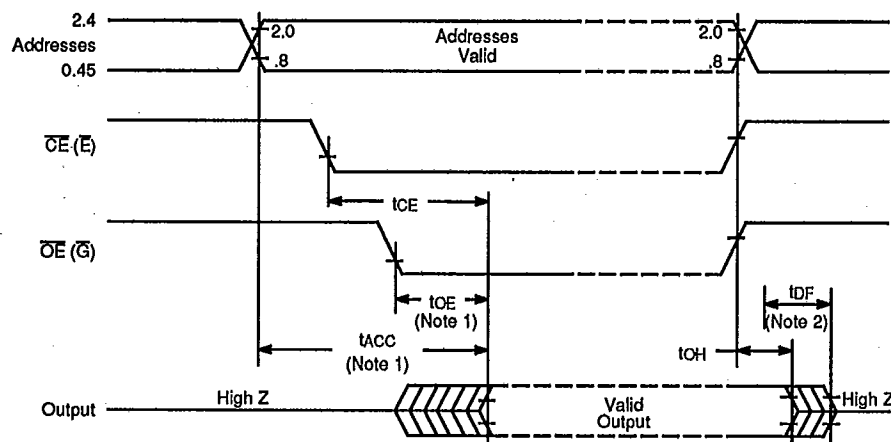 2.4
Addresses
0.45
2.0
.8
Addresses
Valid
2.0
.8
CE (E)
tCE
OE (G)
tOE
(Note 1)
tDF
(Note 2)
tACC
(Note 1)
tOH
Output
High Z
Valid
Output
High Z